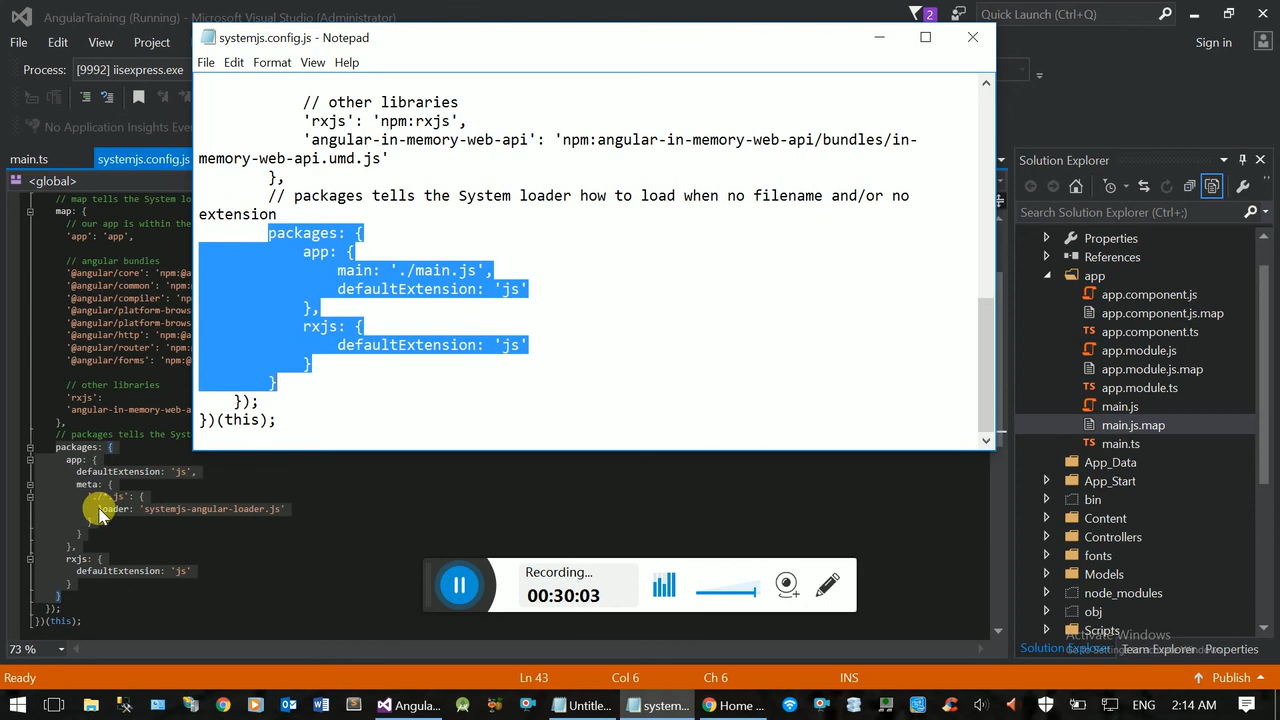 AngularTraining (Running) - Microsoft Visual Studio (Administrator)
2
Quick Launch (Ctrl+Q)
File Edit View Project
Sign in
Process: [9992] iisexpress.exe
No Application Insights Even
main.ts
systemjs.config.js
<global>
// map tells the System lo
map: {
// our app is within the
'app': 'app',
// angular bundles
'@angular/core': 'npm:@a
'@angular/common': 'npm:
'@angular/compiler': 'np
'@angular/platform-brows
'@angular/platform-brows
'@angular/http': 'npm:@a
'@angular/router': 'npm:
'@angular/forms': 'npm:@
// other libraries
'rxjs':
'angular-in-memory-web-a
},
// packages tells the Syst
packages: {
app: {
defaultExtension: 'js',
meta: {
'./*.js': {
loader: 'systemjs-angular-loader.js'
}
}
},
rxjs: {
defaultExtension: 'js'
}
}
});
})(this);
73 %
systemjs.config.js - Notepad
File Edit Format View Help
// other libraries
'rxjs': 'npm:rxjs',
'angular-in-memory-web-api': 'npm:angular-in-memory-web-api/bundles/in-
memory-web-api.umd.js'
},
// packages tells the System loader how to load when no filename and/or no
extension
packages: {
app: {
main: './main.js',
defaultExtension: 'js'
},
rxjs: {
defaultExtension: 'js'
}
}
});
})(this);
Recording...
00:30:03
Solution Explorer
Search Solution Explorer (Ctrl+;)
Properties
References
app
app.component.js
app.component.js.map
app.component.ts
app.module.js
app.module.js.map
app.module.ts
main.js
main.js.map
main.ts
App_Data
App_Start
bin
Content
Controllers
fonts
Models
node_modules
obj
Scripts
Activate Windows
Solution Explorer Team Explorer Properties
Ready
Ln 43
Col 6
Ch 6
INS
Publish
Angula...
Untitle...
system...
Home ...
2:14 AM